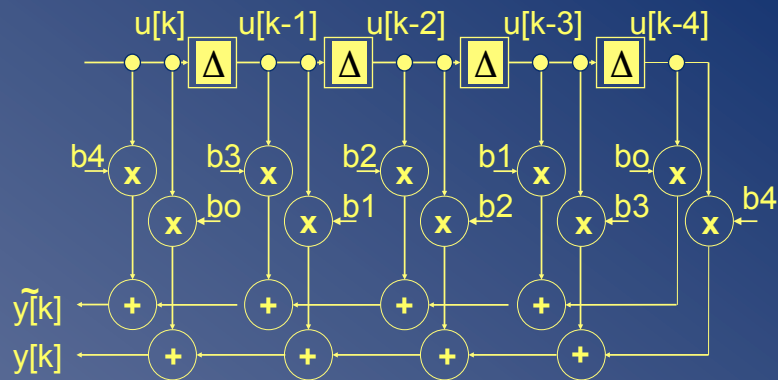 u[k] u[k-1] u[k-2] u[k-3] u[k-4]
Δ Δ Δ Δ
b4 x b3 x b2 x b1 x bo x
x bo x b1 x b2 x b3 x b4
ỹ[k] + + + +
y[k] + + + +